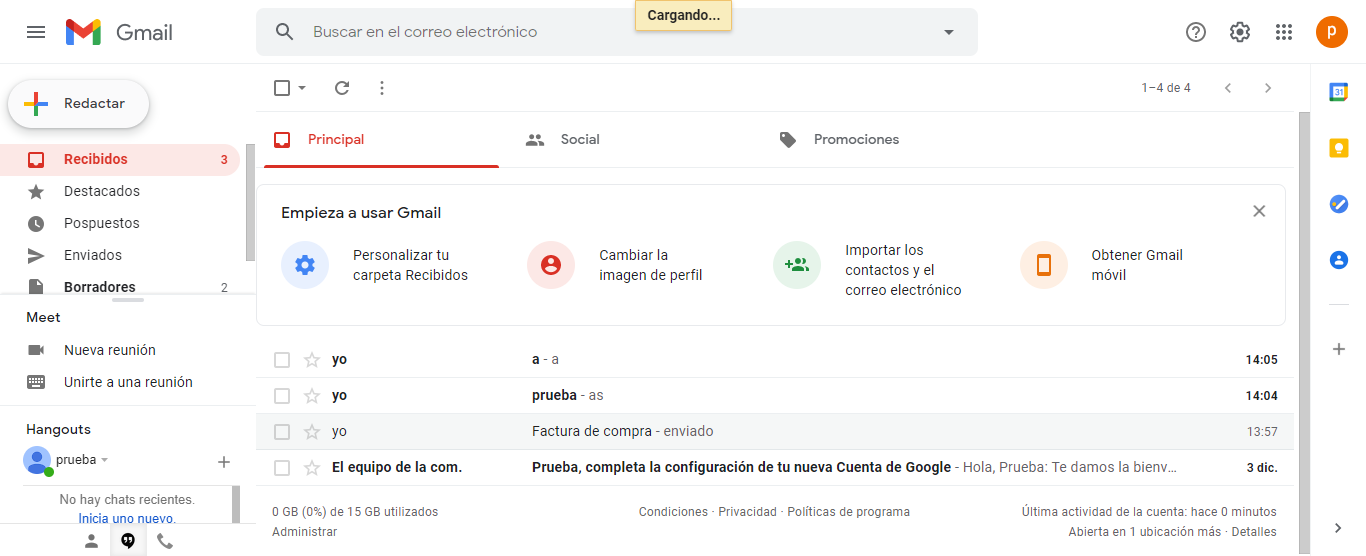 Cargando...
Gmail
Buscar en el correo electrónico
p
Redactar
1–4 de 4
31
Recibidos 3
Destacados
Pospuestos
Enviados
Borradores 2
Meet
Nueva reunión
Unirte a una reunión
Hangouts
prueba
No hay chats recientes.
Inicia uno nuevo.
Principal
Social
Promociones
Empieza a usar Gmail
Personalizar tu
carpeta Recibidos
Cambiar la
imagen de perfil
Importar los
contactos y el
correo electrónico
Obtener Gmail
móvil
yo a - a 14:05
yo prueba - as 14:04
yo Factura de compra - enviado 13:57
El equipo de la com. Prueba, completa la configuración de tu nueva Cuenta de Google - Hola, Prueba: Te damos la bienv… 3 dic.
0 GB (0%) de 15 GB utilizados
Administrar
Condiciones · Privacidad · Políticas de programa
Última actividad de la cuenta: hace 0 minutos
Abierta en 1 ubicación más · Detalles